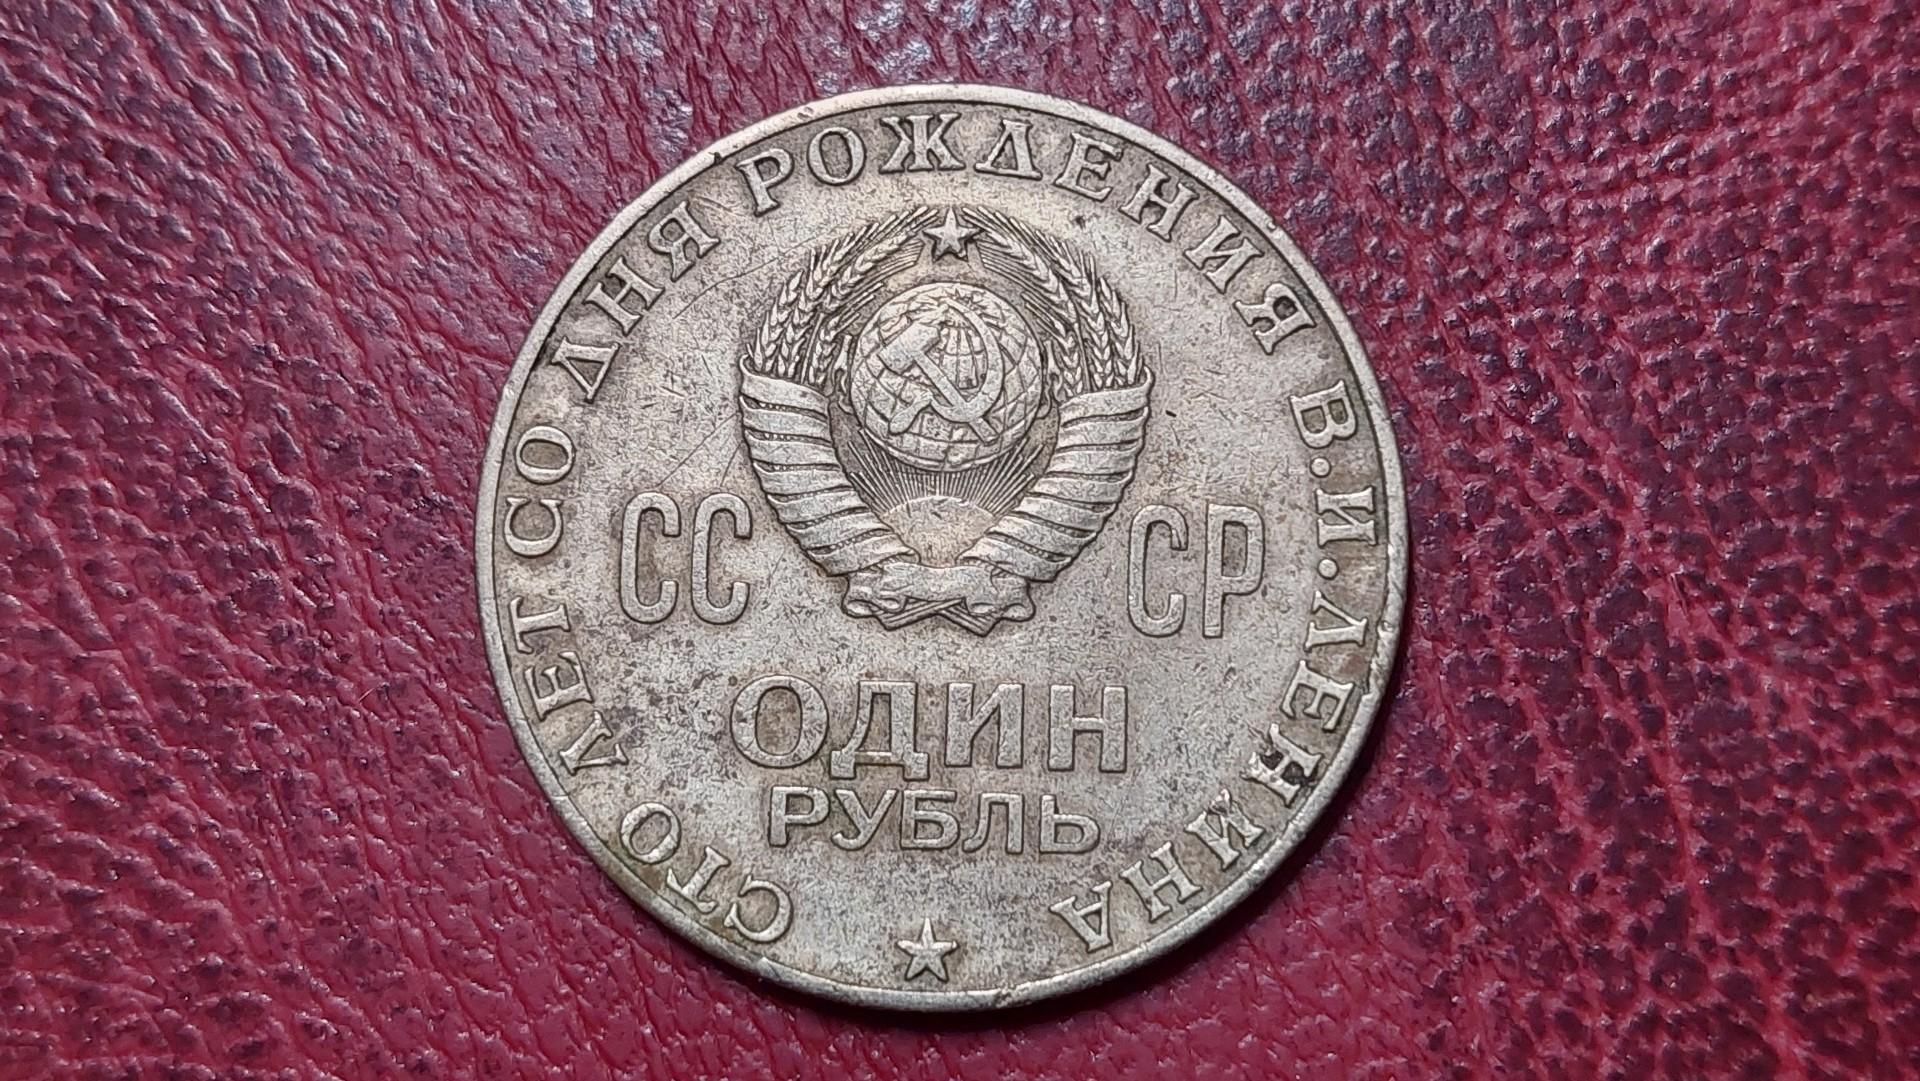 СТО ЛЕТ СО ДНЯ РОЖДЕНИЯ В.И.ЛЕНИНА
СС СР
ОДИН
РУБЛЬ